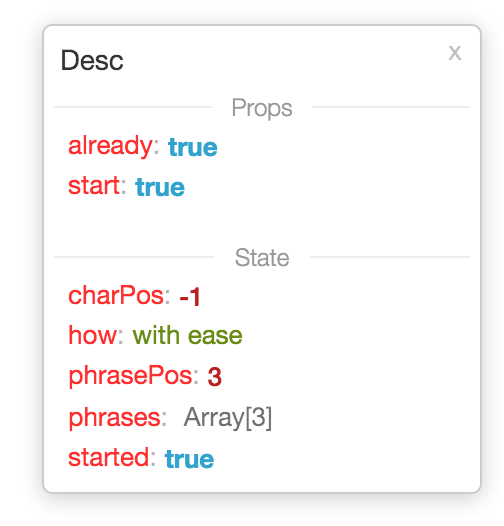 Desc
x
Props
already: true
start: true
State
charPos: -1
how: with ease
phrasePos: 3
phrases: Array[3]
started: true